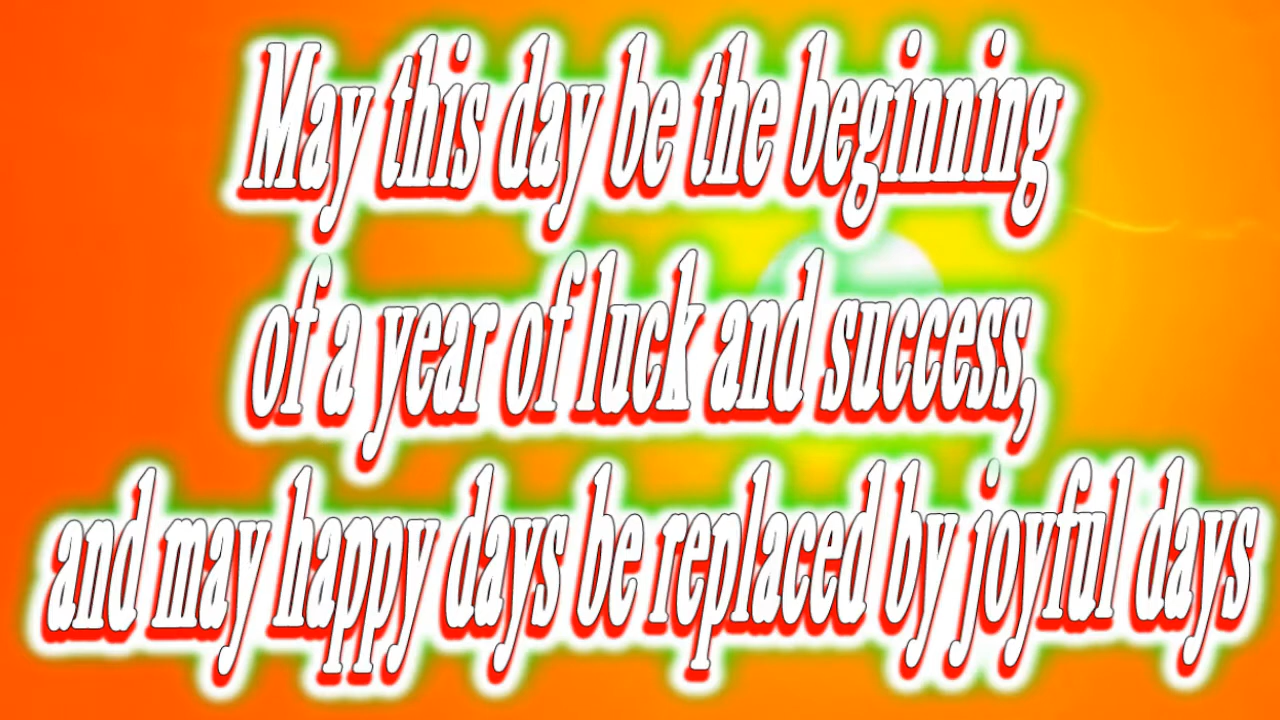 May this day be the beginning
of a year of luck and success,
and may happy days be replaced by joyful days